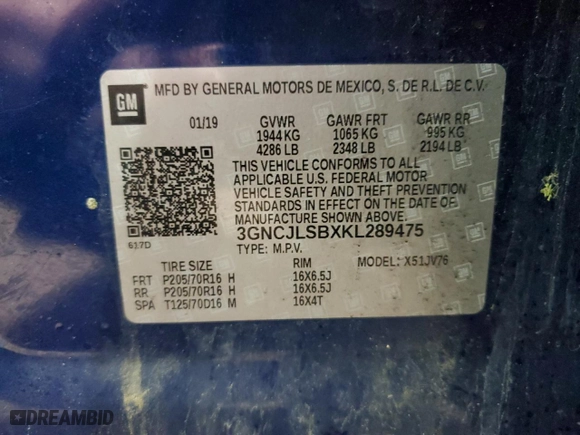 GM
MFD BY GENERAL MOTORS DE MEXICO, S. DE R.L. DE C.V.
01/19 GVWR GAWR FRT GAWR RR
1944 KG 1065 KG 995 KG
4286 LB 2348 LB 2194 LB
THIS VEHICLE CONFORMS TO ALL
APPLICABLE U.S. FEDERAL MOTOR
VEHICLE SAFETY AND THEFT PREVENTION
STANDARDS IN EFFECT ON THE DATE OF
MANUFACTURE SHOWN ABOVE.
617D 3GNCJLSBXKL289475
TYPE: M.P.V.
TIRE SIZE RIM MODEL: X51JV76
FRT P205/70R16 H 16X6.5J
RR P205/70R16 H 16X6.5J
SPA T125/70D16 M 16X4T
DREAMBID